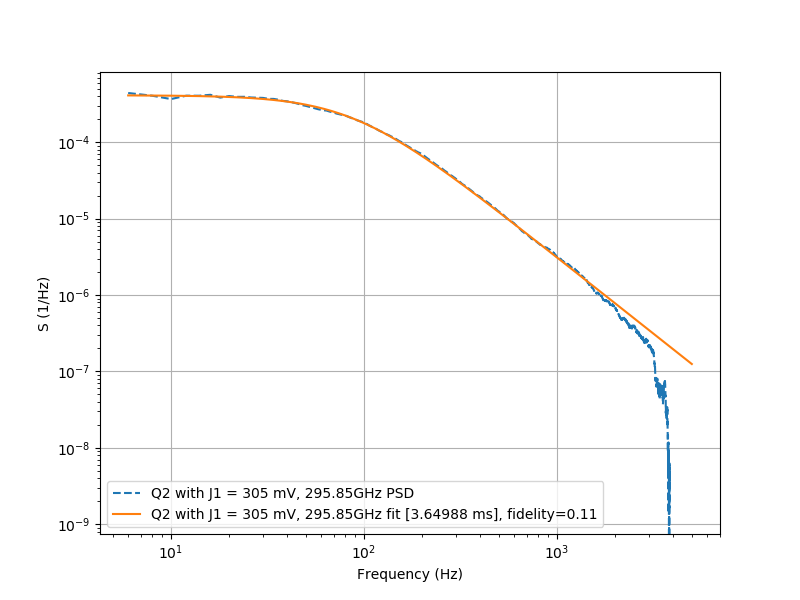 10⁻⁴
10⁻⁵
10⁻⁶
10⁻⁷
10⁻⁸
10⁻⁹
S (1/Hz)
Q2 with J1 = 305 mV, 295.85GHz PSD
Q2 with J1 = 305 mV, 295.85GHz fit [3.64988 ms], fidelity=0.11
10¹ 10² 10³
Frequency (Hz)